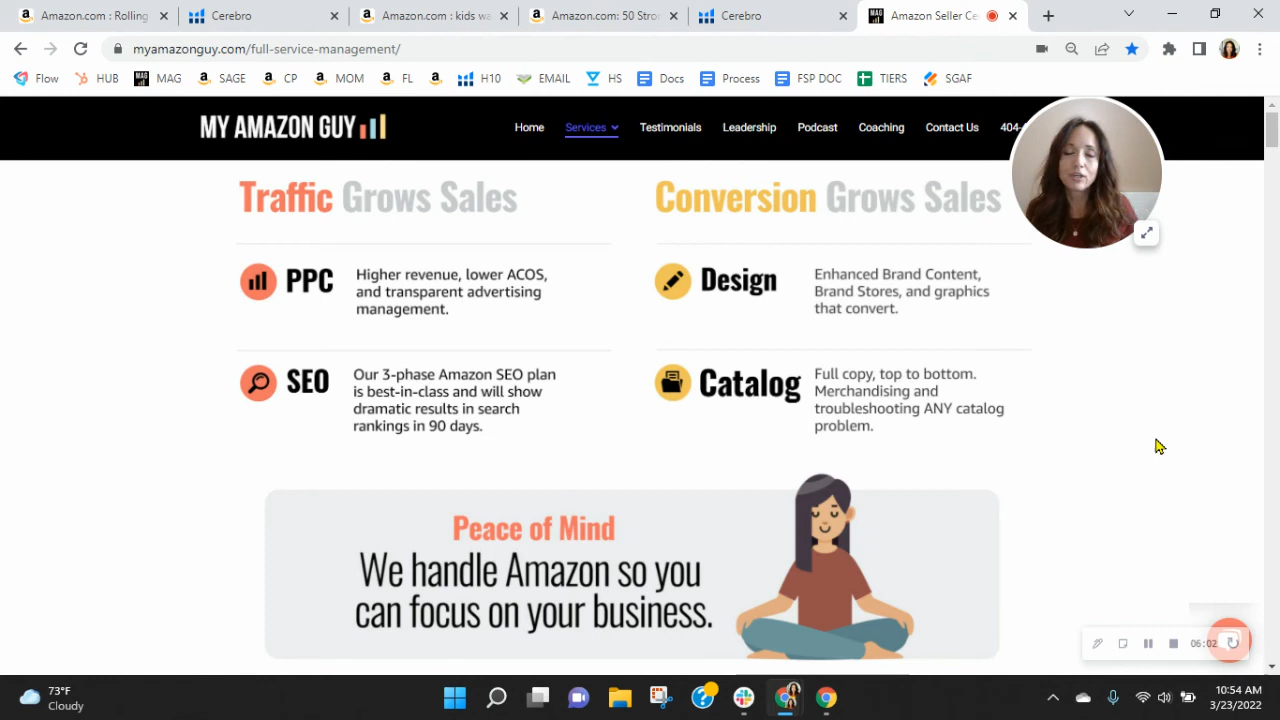 Amazon.com : Rolling
Cerebro
Amazon.com : kids wa
Amazon.com: 50 Stro
Cerebro
Amazon Seller Ce
myamazonguy.com/full-service-management/
Flow
HUB
MAG
SAGE
CP
MOM
FL
H10
EMAIL
HS
Docs
Process
FSP DOC
TIERS
SGAF
MY AMAZON GUY
Home
Services
Testimonials
Leadership
Podcast
Coaching
Contact Us
404-
Traffic Grows Sales
PPC
Higher revenue, lower ACOS,
and transparent advertising
management.
SEO
Our 3-phase Amazon SEO plan
is best-in-class and will show
dramatic results in search
rankings in 90 days.
Conversion Grows Sales
Design
Enhanced Brand Content,
Brand Stores, and graphics
that convert.
Catalog
Full copy, top to bottom.
Merchandising and
troubleshooting ANY catalog
problem.
Peace of Mind
We handle Amazon so you
can focus on your business.
06:02
73°F
Cloudy
10:54 AM
3/23/2022